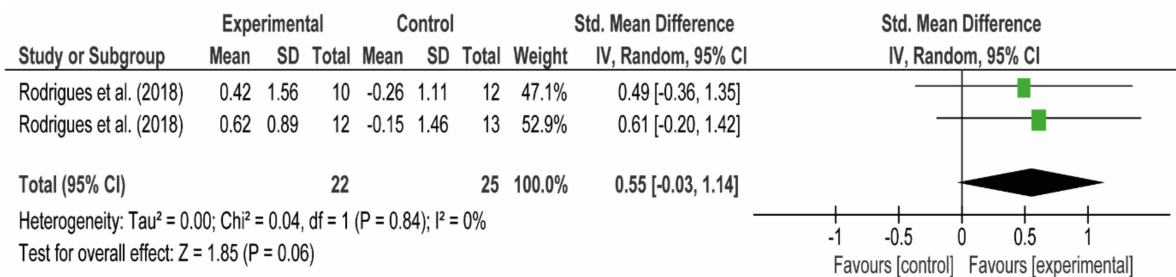 Experimental Control Std. Mean Difference Std. Mean Difference
Study or Subgroup Mean SD Total Mean SD Total Weight IV, Random, 95% CI IV, Random, 95% CI
Rodrigues et al. (2018) 0.42 1.56 10 -0.26 1.11 12 47.1% 0.49 [-0.36, 1.35]
Rodrigues et al. (2018) 0.62 0.89 12 -0.15 1.46 13 52.9% 0.61 [-0.20, 1.42]
Total (95% CI) 22 25 100.0% 0.55 [-0.03, 1.14]
Heterogeneity: Tau² = 0.00; Chi² = 0.04, df = 1 (P = 0.84); I² = 0%
Test for overall effect: Z = 1.85 (P = 0.06)
-1 -0.5 0 0.5 1
Favours [control] Favours [experimental]